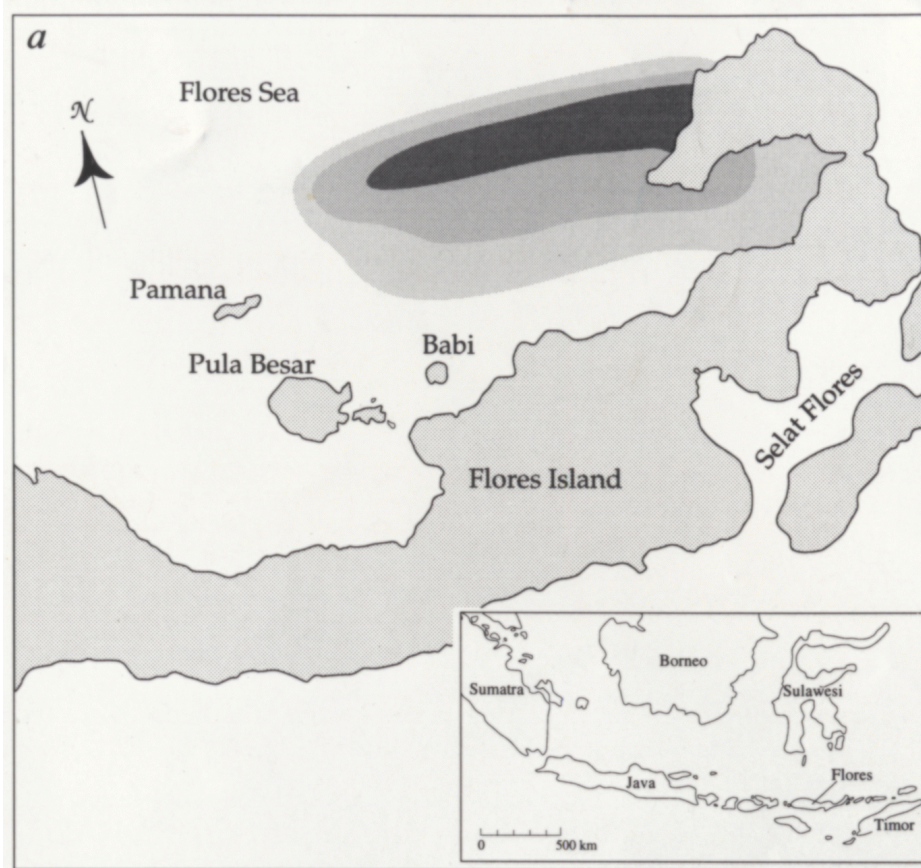 a
Flores Sea
N
Pamana
Babi
Pula Besar
Selat Flores
Flores Island
Borneo
Sumatra
Sulawesi
Flores
Java
Timor
0 500 km